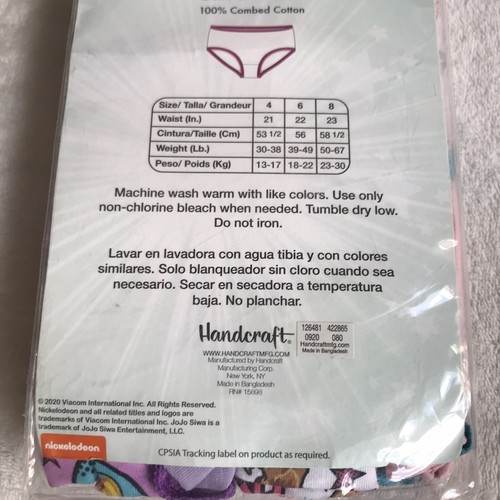 100% Combed Cotton
Size/ Talla/ Grandeur 4 6 8
Waist (In.) 21 22 23
Cintura/Taille (Cm) 53 1/2 56 58 1/2
Weight (Lb.) 30-38 39-49 50-67
Peso/ Poids (Kg) 13-17 18-22 23-30
Machine wash warm with like colors. Use only
non-chlorine bleach when needed. Tumble dry low.
Do not iron.
Lavar en lavadora con agua tibia y con colores
similares. Solo blanqueador sin cloro cuando sea
necesario. Secar en secadora a temperatura
baja. No planchar.
Handcraft®
WWW.HANDCRAFTMFG.COM
Manufactured by Handcraft
Manufacturing Corp.
New York, NY
Made in Bangladesh
RN# 15699
126481 422865
0920 080
Handcraftmfg.com
Made in Bangladesh
©2020 Viacom International Inc. All Rights Reserved.
Nickelodeon and all related titles and logos are
trademarks of Viacom International Inc. JoJo Siwa is a
trademark of JoJo Siwa Entertainment, LLC.
nickelodeon
CPSIA Tracking label on product as required.